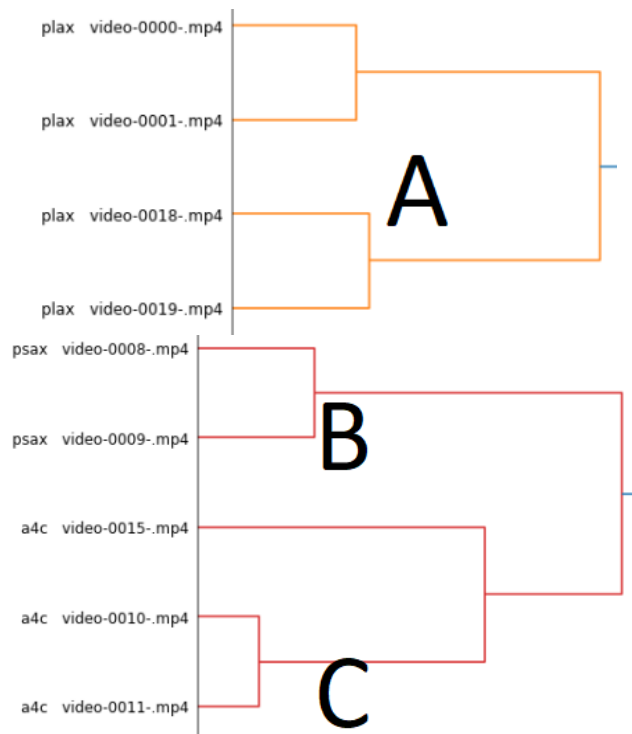 plax video-0000-.mp4
plax video-0001-.mp4
A
plax video-0018-.mp4
plax video-0019-.mp4
psax video-0008-.mp4
B
psax video-0009-.mp4
a4c video-0015-.mp4
a4c video-0010-.mp4
C
a4c video-0011-.mp4